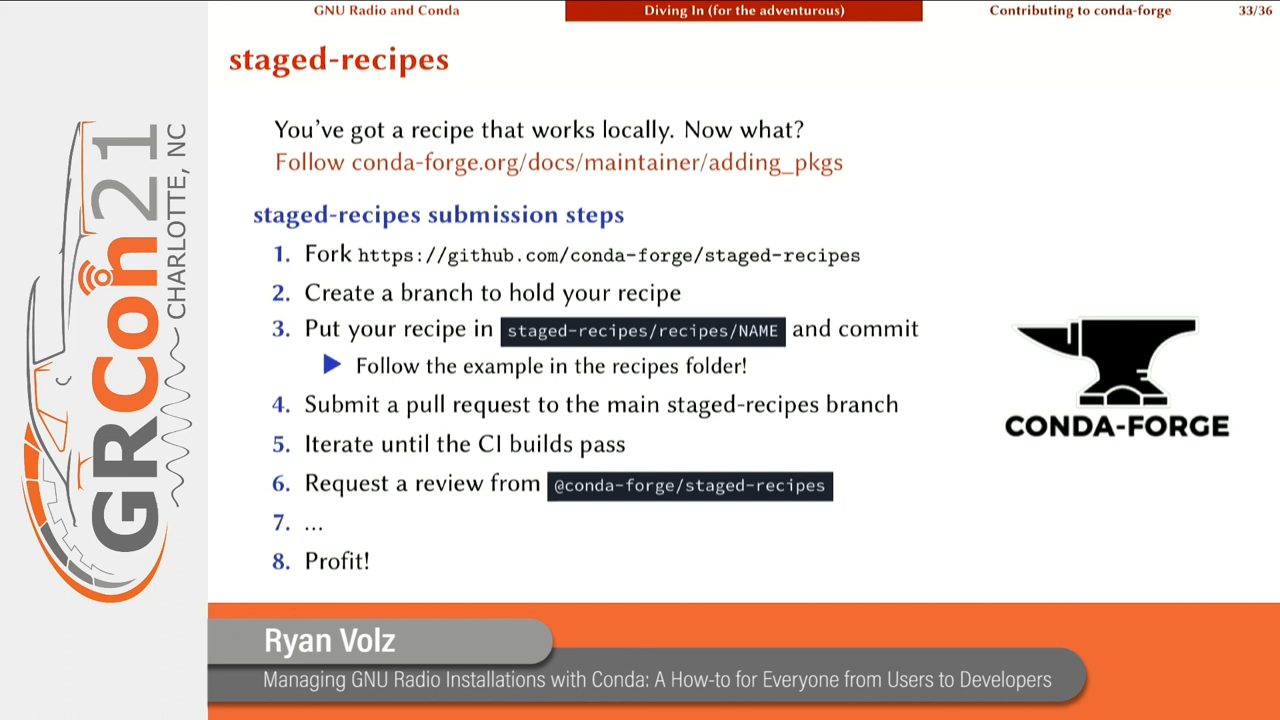 GNU Radio and Conda
Diving In (for the adventurous)
Contributing to conda-forge
33/36
staged-recipes
You've got a recipe that works locally. Now what?
Follow conda-forge.org/docs/maintainer/adding_pkgs
staged-recipes submission steps
1. Fork https://github.com/conda-forge/staged-recipes
2. Create a branch to hold your recipe
3. Put your recipe in staged-recipes/recipes/NAME and commit
▶ Follow the example in the recipes folder!
4. Submit a pull request to the main staged-recipes branch
5. Iterate until the CI builds pass
6. Request a review from @conda-forge/staged-recipes
7. ...
8. Profit!
CONDA-FORGE
GRCon21
CHARLOTTE, NC
Ryan Volz
Managing GNU Radio Installations with Conda: A How-to for Everyone from Users to Developers